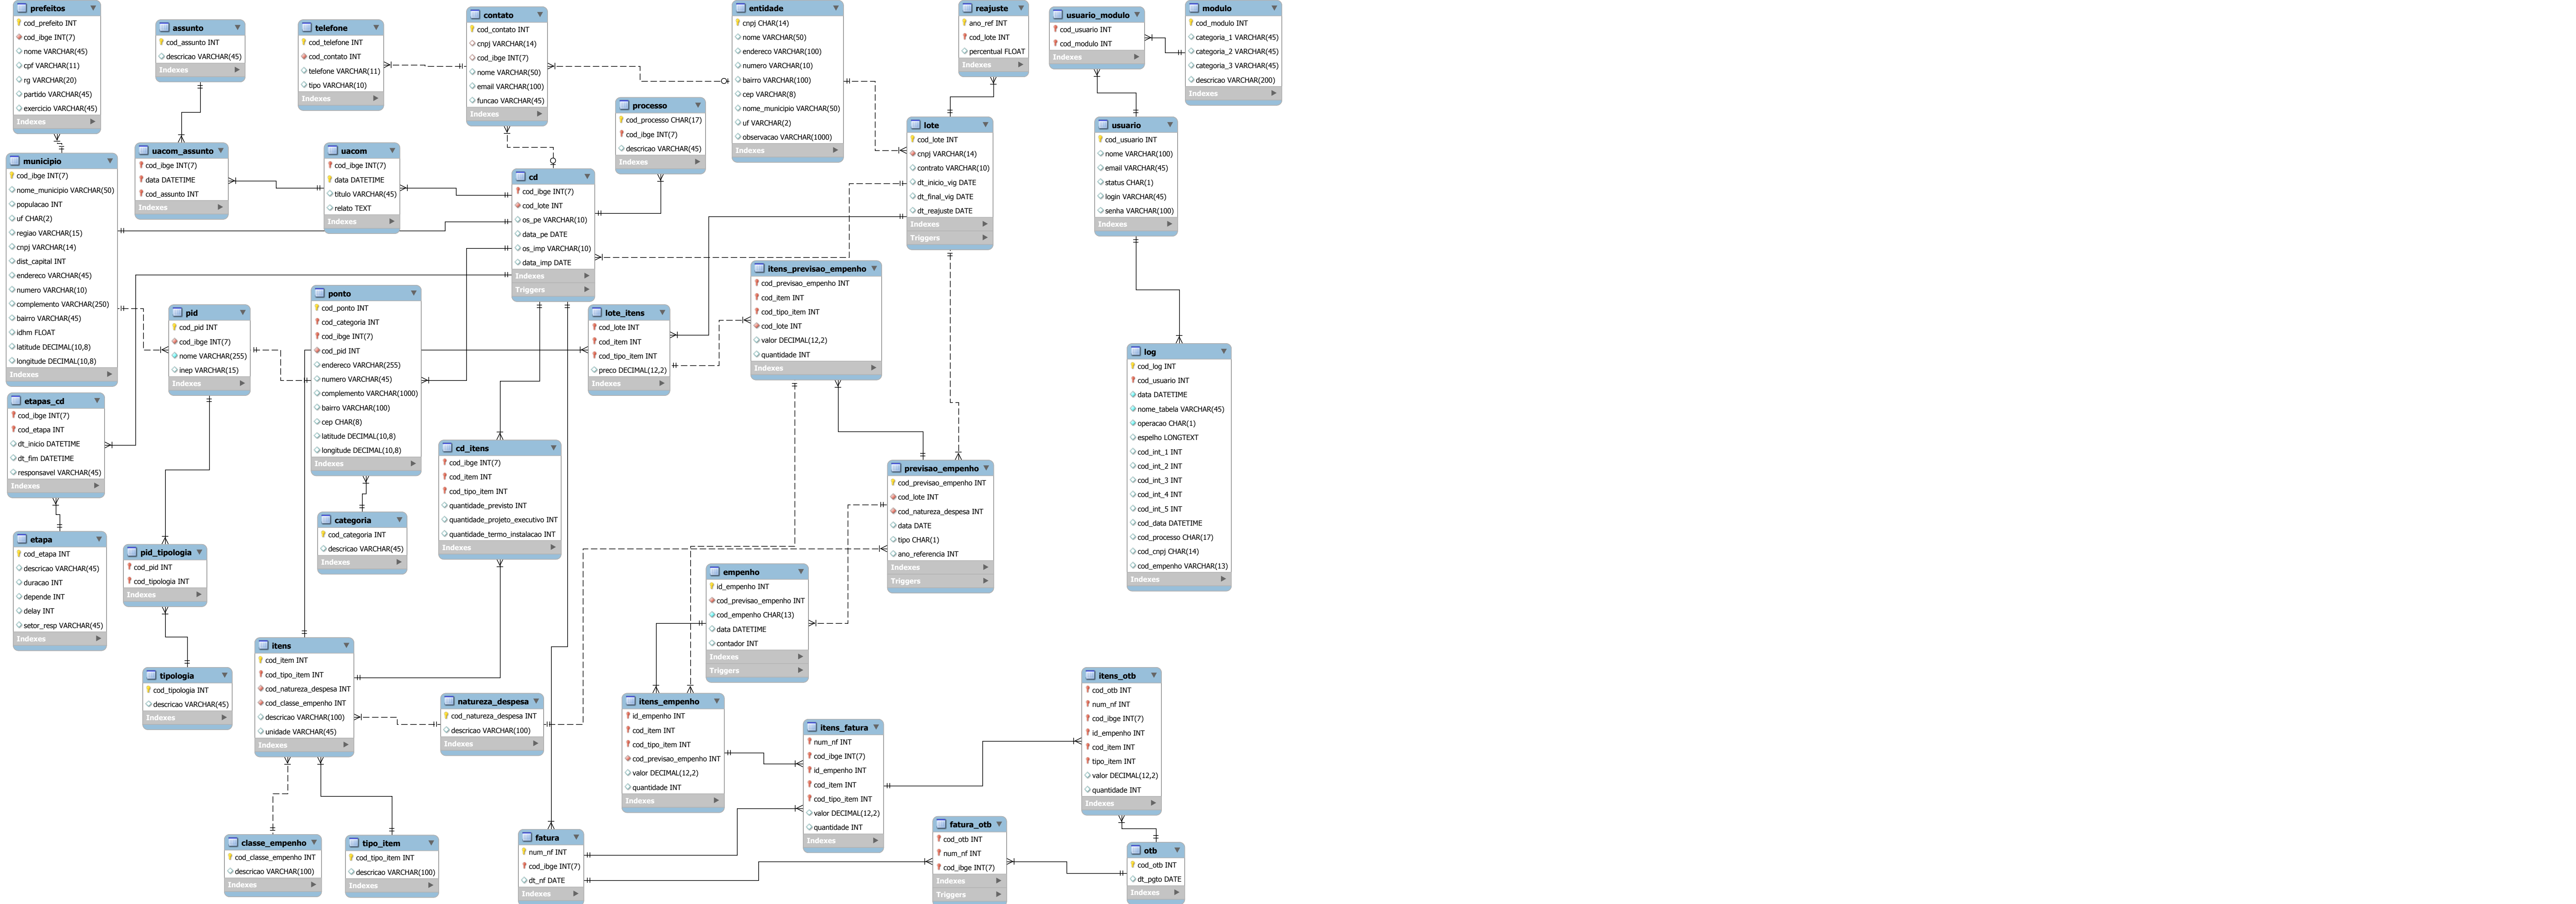 prefeitos
cod_prefeito INT
cod_ibge INT(7)
nome VARCHAR(45)
cpf VARCHAR(11)
rg VARCHAR(20)
partido VARCHAR(45)
exercicio VARCHAR(45)
Indexes
assunto
cod_assunto INT
descricao VARCHAR(45)
Indexes
telefone
cod_telefone INT
cod_contato INT
telefone VARCHAR(11)
tipo VARCHAR(10)
Indexes
contato
cod_contato INT
cnpj VARCHAR(14)
cod_ibge INT(7)
nome VARCHAR(50)
email VARCHAR(100)
funcao VARCHAR(45)
Indexes
processo
cod_processo CHAR(17)
cod_ibge INT(7)
descricao VARCHAR(45)
Indexes
entidade
cnpj CHAR(14)
nome VARCHAR(50)
endereco VARCHAR(100)
numero VARCHAR(10)
bairro VARCHAR(100)
cep VARCHAR(8)
nome_municipio VARCHAR(50)
uf VARCHAR(2)
observacao VARCHAR(1000)
Indexes
reajuste
ano_ref INT
cod_lote INT
percentual FLOAT
Indexes
usuario_modulo
cod_usuario INT
cod_modulo INT
Indexes
modulo
cod_modulo INT
categoria_1 VARCHAR(45)
categoria_2 VARCHAR(45)
categoria_3 VARCHAR(45)
descricao VARCHAR(200)
Indexes
municipio
cod_ibge INT(7)
nome_municipio VARCHAR(50)
populacao INT
uf CHAR(2)
regiao VARCHAR(15)
cnpj VARCHAR(14)
dist_capital INT
endereco VARCHAR(45)
numero VARCHAR(10)
complemento VARCHAR(250)
bairro VARCHAR(45)
idhm FLOAT
latitude DECIMAL(10,8)
longitude DECIMAL(10,8)
Indexes
uacom_assunto
cod_ibge INT(7)
data DATETIME
cod_assunto INT
Indexes
uacom
cod_ibge INT(7)
data DATETIME
titulo VARCHAR(45)
relato TEXT
Indexes
cd
cod_ibge INT(7)
cod_lote INT
os_pe VARCHAR(10)
data_pe DATE
os_imp VARCHAR(10)
data_imp DATE
Indexes
Triggers
lote
cod_lote INT
cnpj VARCHAR(14)
contrato VARCHAR(10)
dt_inicio_vig DATE
dt_final_vig DATE
dt_reajuste DATE
Indexes
Triggers
usuario
cod_usuario INT
nome VARCHAR(100)
email VARCHAR(45)
status CHAR(1)
login VARCHAR(45)
senha VARCHAR(100)
Indexes
pid
cod_pid INT
cod_ibge INT(7)
nome VARCHAR(255)
inep VARCHAR(15)
Indexes
ponto
cod_ponto INT
cod_categoria INT
cod_ibge INT(7)
cod_pid INT
endereco VARCHAR(255)
numero VARCHAR(45)
complemento VARCHAR(1000)
bairro VARCHAR(100)
cep CHAR(8)
latitude DECIMAL(10,8)
longitude DECIMAL(10,8)
Indexes
lote_itens
cod_lote INT
cod_item INT
cod_tipo_item INT
preco DECIMAL(12,2)
Indexes
itens_previsao_empenho
cod_previsao_empenho INT
cod_item INT
cod_tipo_item INT
cod_lote INT
valor DECIMAL(12,2)
quantidade INT
Indexes
log
cod_log INT
cod_usuario INT
data DATETIME
nome_tabela VARCHAR(45)
operacao CHAR(1)
espelho LONGTEXT
cod_int_1 INT
cod_int_2 INT
cod_int_3 INT
cod_int_4 INT
cod_int_5 INT
cod_data DATETIME
cod_processo CHAR(17)
cod_cnpj CHAR(14)
cod_empenho VARCHAR(13)
Indexes
etapas_cd
cod_ibge INT(7)
cod_etapa INT
dt_inicio DATETIME
dt_fim DATETIME
responsavel VARCHAR(45)
Indexes
etapa
cod_etapa INT
descricao VARCHAR(45)
duracao INT
depende INT
delay INT
setor_resp VARCHAR(45)
Indexes
pid_tipologia
cod_pid INT
cod_tipologia INT
Indexes
categoria
cod_categoria INT
descricao VARCHAR(45)
Indexes
cd_itens
cod_ibge INT(7)
cod_item INT
cod_tipo_item INT
quantidade_previsto INT
quantidade_projeto_executivo INT
quantidade_termo_instalacao INT
Indexes
previsao_empenho
cod_previsao_empenho INT
cod_lote INT
cod_natureza_despesa INT
data DATE
tipo CHAR(1)
ano_referencia INT
Indexes
Triggers
empenho
id_empenho INT
cod_previsao_empenho INT
cod_empenho CHAR(13)
data DATETIME
contador INT
Indexes
Triggers
tipologia
cod_tipologia INT
descricao VARCHAR(45)
Indexes
itens
cod_item INT
cod_tipo_item INT
cod_natureza_despesa INT
cod_classe_empenho INT
descricao VARCHAR(100)
unidade VARCHAR(45)
Indexes
natureza_despesa
cod_natureza_despesa INT
descricao VARCHAR(100)
Indexes
itens_empenho
id_empenho INT
cod_item INT
cod_tipo_item INT
cod_previsao_empenho INT
valor DECIMAL(12,2)
quantidade INT
Indexes
itens_fatura
num_nf INT
cod_ibge INT(7)
id_empenho INT
cod_item INT
cod_tipo_item INT
valor DECIMAL(12,2)
quantidade INT
Indexes
itens_otb
cod_otb INT
num_nf INT
cod_ibge INT(7)
id_empenho INT
cod_item INT
tipo_item INT
valor DECIMAL(12,2)
quantidade INT
Indexes
classe_empenho
cod_classe_empenho INT
descricao VARCHAR(100)
Indexes
tipo_item
cod_tipo_item INT
descricao VARCHAR(100)
Indexes
fatura
num_nf INT
cod_ibge INT(7)
dt_nf DATE
Indexes
fatura_otb
cod_otb INT
num_nf INT
cod_ibge INT(7)
Indexes
Triggers
otb
cod_otb INT
dt_pgto DATE
Indexes